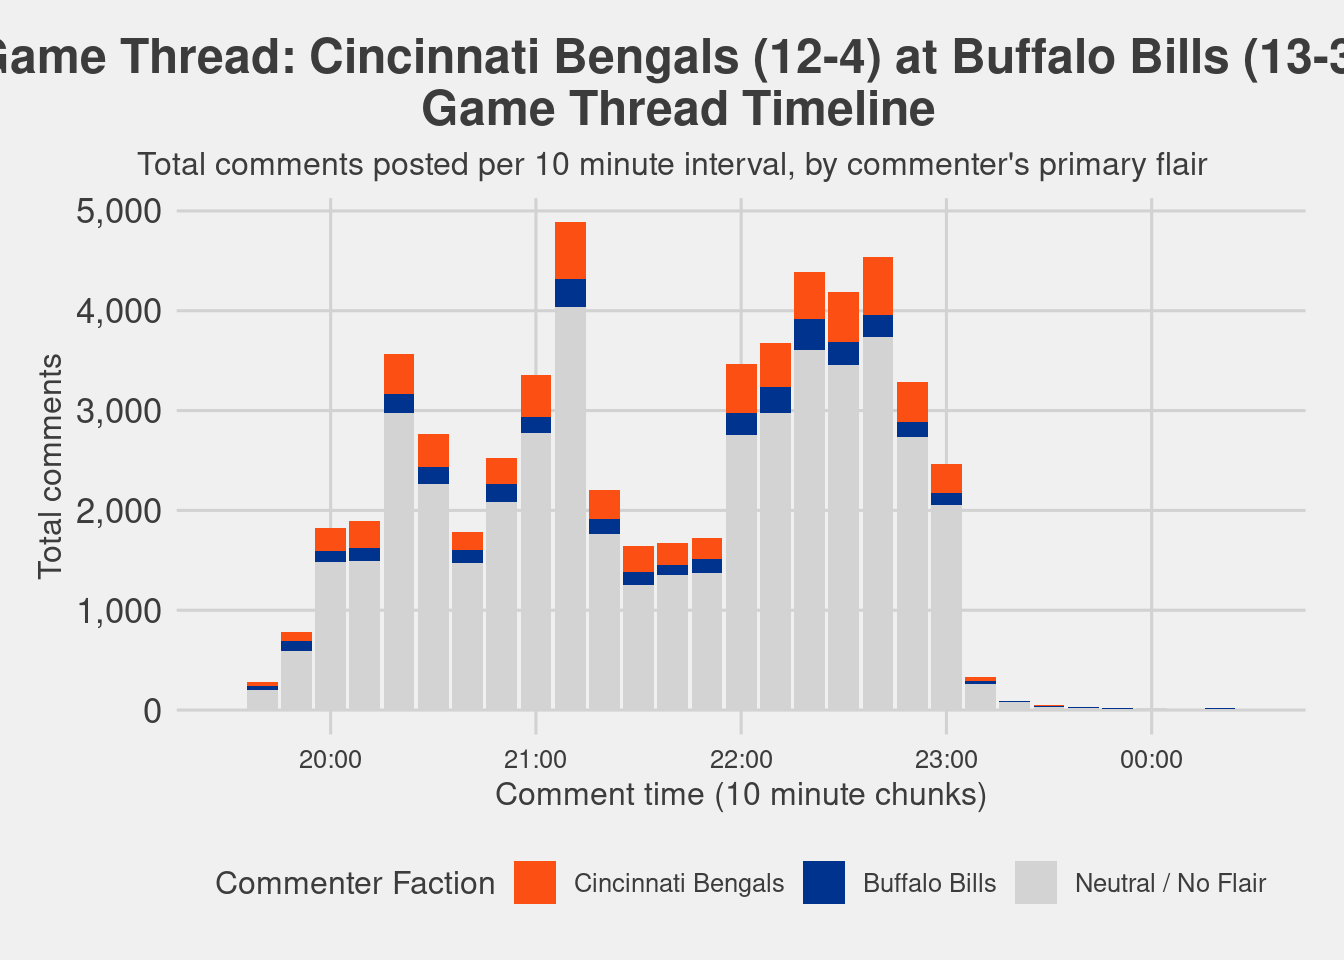 Game Thread: Cincinnati Bengals (12-4) at Buffalo Bills (13-3
Game Thread Timeline
Total comments posted per 10 minute interval, by commenter's primary flair
5,000
4,000
3,000
2,000
1,000
0
Total comments
20:00 21:00 22:00 23:00 00:00
Comment time (10 minute chunks)
Commenter Faction Cincinnati Bengals Buffalo Bills Neutral / No Flair